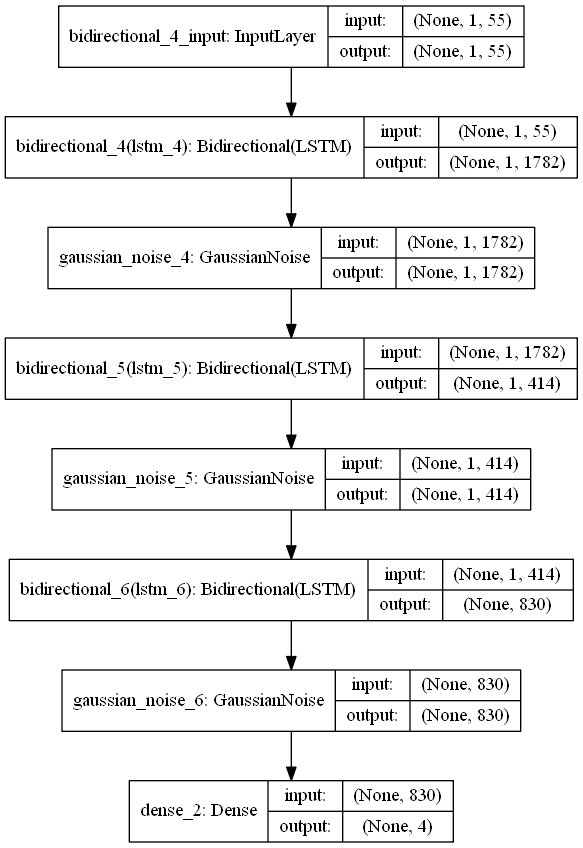 bidirectional_4_input: InputLayer
input:
(None, 1, 55)
output:
(None, 1, 55)
bidirectional_4(lstm_4): Bidirectional(LSTM)
input:
(None, 1, 55)
output:
(None, 1, 1782)
gaussian_noise_4: GaussianNoise
input:
(None, 1, 1782)
output:
(None, 1, 1782)
bidirectional_5(lstm_5): Bidirectional(LSTM)
input:
(None, 1, 1782)
output:
(None, 1, 414)
gaussian_noise_5: GaussianNoise
input:
(None, 1, 414)
output:
(None, 1, 414)
bidirectional_6(lstm_6): Bidirectional(LSTM)
input:
(None, 1, 414)
output:
(None, 830)
gaussian_noise_6: GaussianNoise
input:
(None, 830)
output:
(None, 830)
dense_2: Dense
input:
(None, 830)
output:
(None, 4)